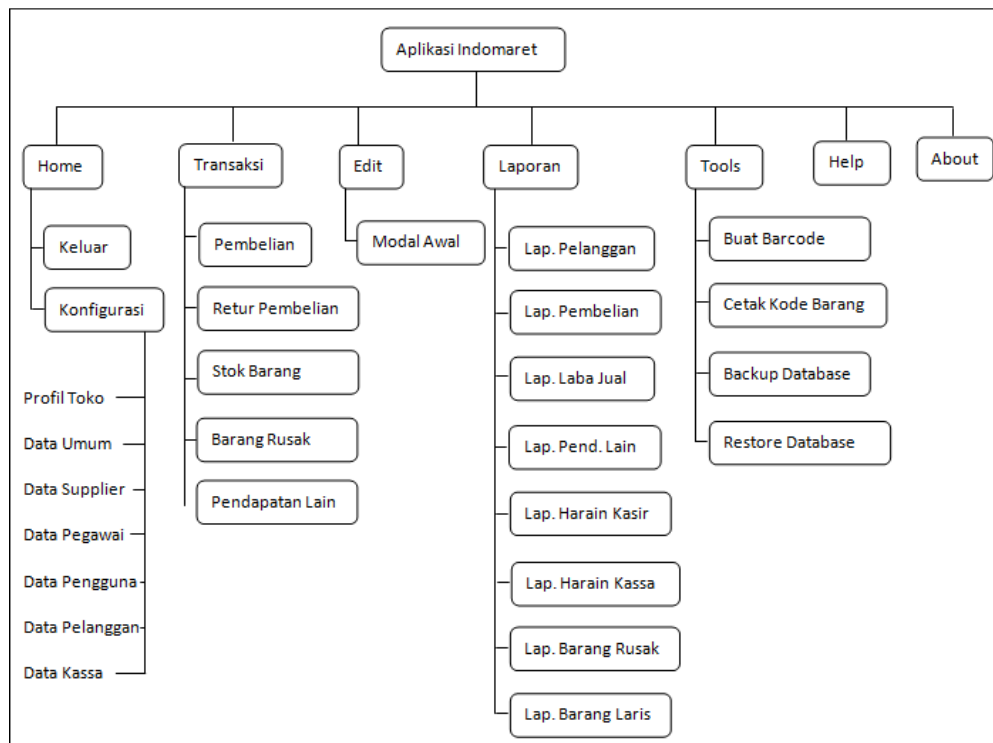 Aplikasi Indomaret
Home
Transaksi
Edit
Laporan
Tools
Help
About
Keluar
Konfigurasi
Profil Toko
Data Umum
Data Supplier
Data Pegawai
Data Pengguna
Data Pelanggan
Data Kassa
Pembelian
Retur Pembelian
Stok Barang
Barang Rusak
Pendapatan Lain
Modal Awal
Lap. Pelanggan
Lap. Pembelian
Lap. Laba Jual
Lap. Pend. Lain
Lap. Harain Kasir
Lap. Harain Kassa
Lap. Barang Rusak
Lap. Barang Laris
Buat Barcode
Cetak Kode Barang
Backup Database
Restore Database